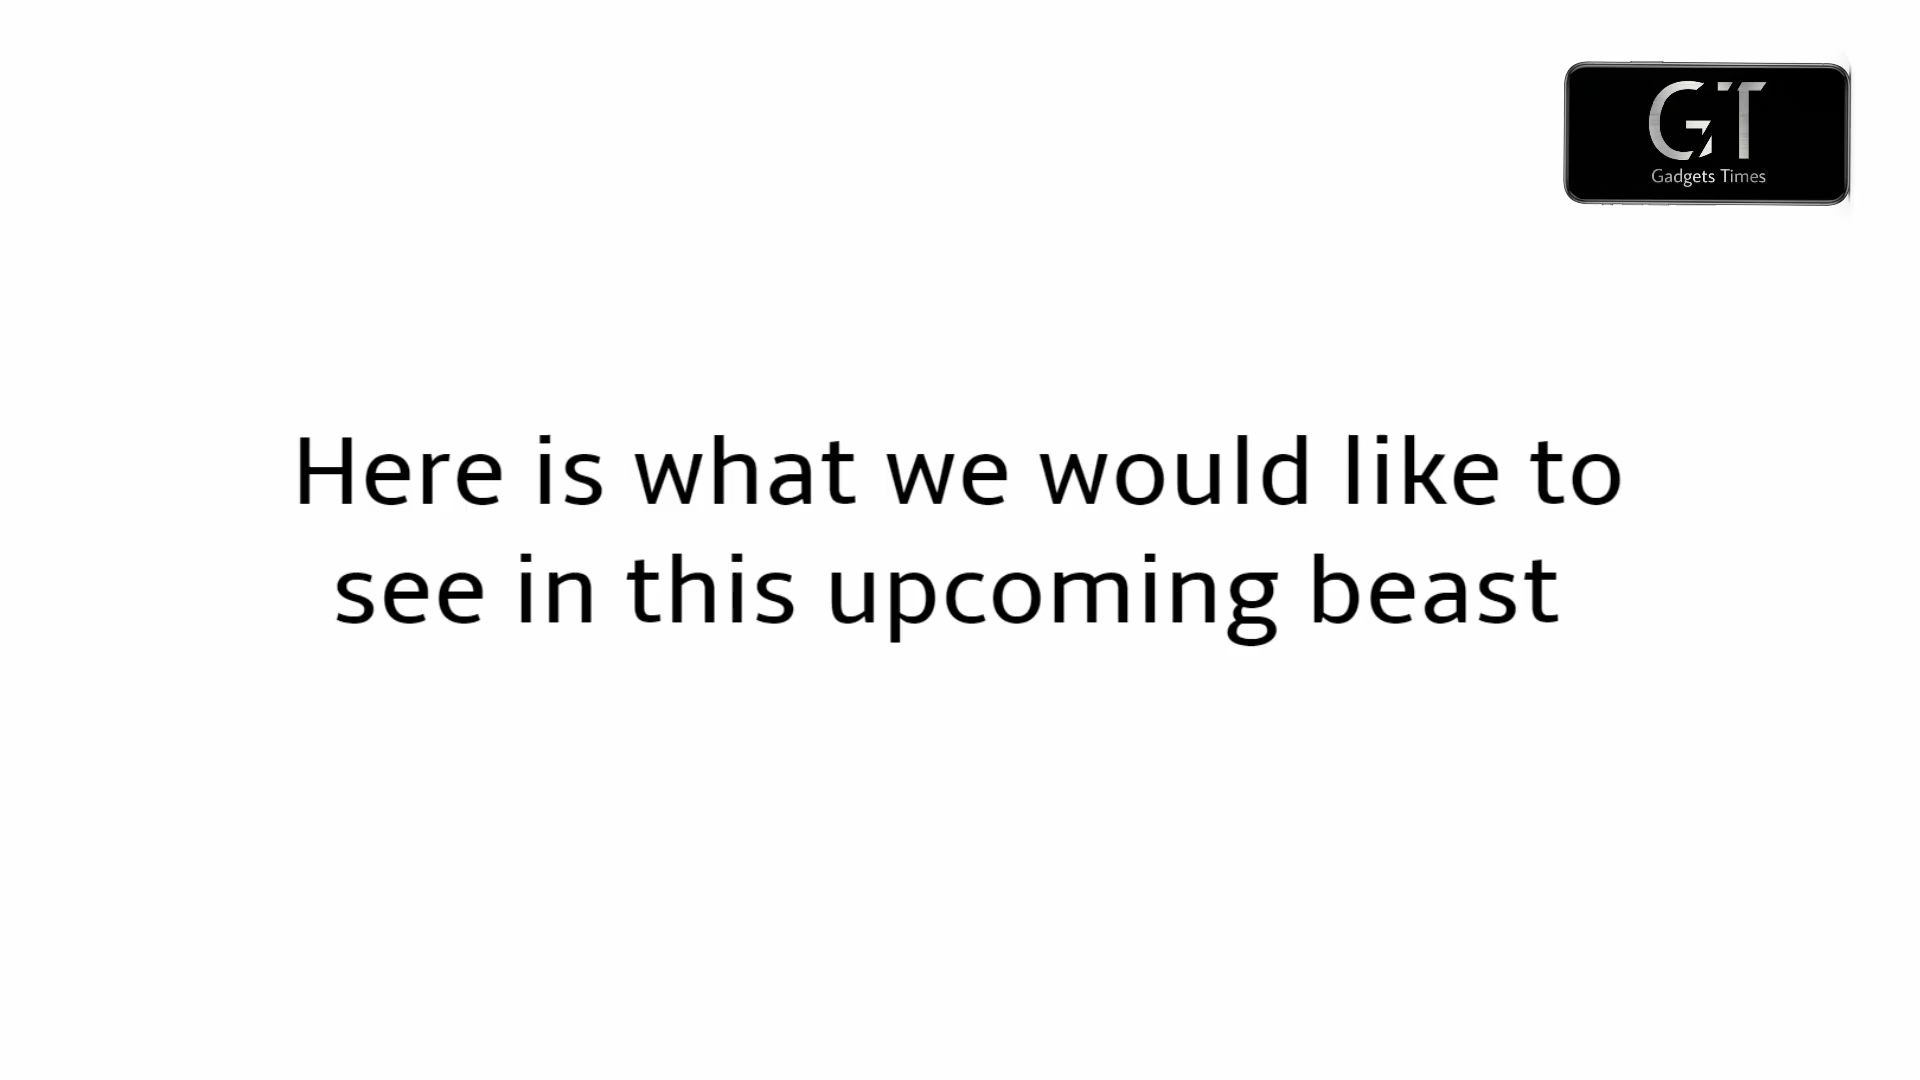 GT
Gadgets Times
Here is what we would like to
see in this upcoming beast